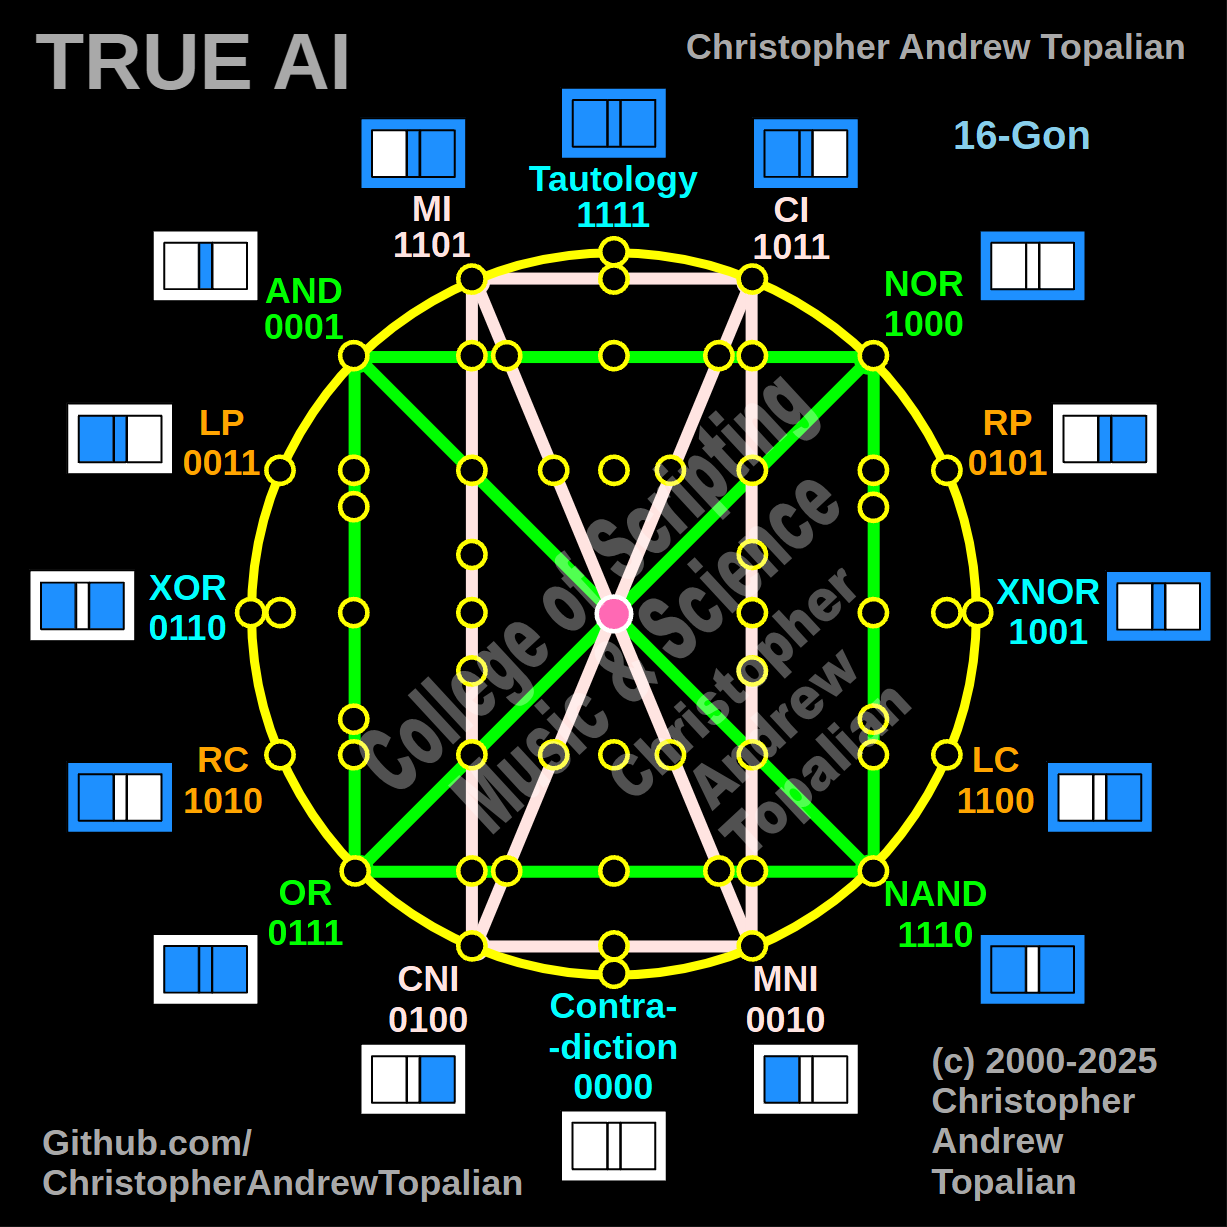 TRUE AI
Christopher Andrew Topalian
16-Gon
Tautology
1111
MI
1101
CI
1011
AND
0001
NOR
1000
LP
0011
RP
0101
XOR
0110
XNOR
1001
RC
1010
LC
1100
OR
0111
NAND
1110
CNI
0100
MNI
0010
Contra-
-diction
0000
College of Scripting
Music & Science
Christopher
Andrew
Topalian
Github.com/
ChristopherAndrewTopalian
(c) 2000-2025
Christopher
Andrew
Topalian